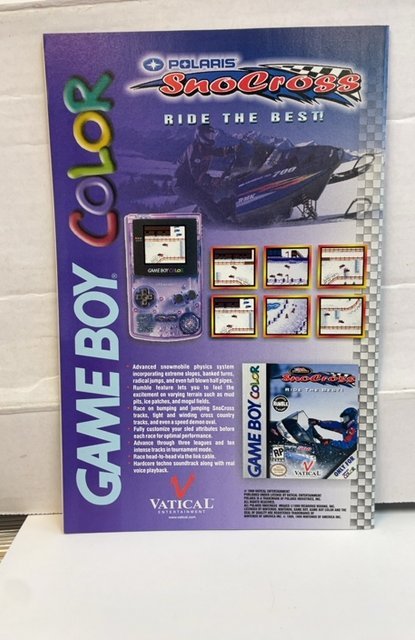 POLARIS
SnoCross
RIDE THE BEST!
GAME BOY COLOR
GAME BOY COLOR
· Advanced snowmobile physics system
incorporating extreme slopes, banked turns,
radical jumps, and even full blown half pipes.
· Rumble feature lets you to feel the
excitement on varying terrain such as mud
pits, ice patches, and mogul fields.
· Race on bumping and jumping SnoCross
tracks, tight and winding cross country
tracks, and even a speed demon oval.
· Fully customize your sled attributes before
each race for optimal performance.
· Advance through three leagues and ten
intense tracks in tournament mode.
· Race head-to-head via the link cable.
· Hardcore techno soundtrack along with real
voice playback.
VATICAL
ENTERTAINMENT
www.vatical.com
GAME BOY COLOR
SnoCross
RIDE THE BEST!
RP
VATICAL
ONLY FOR